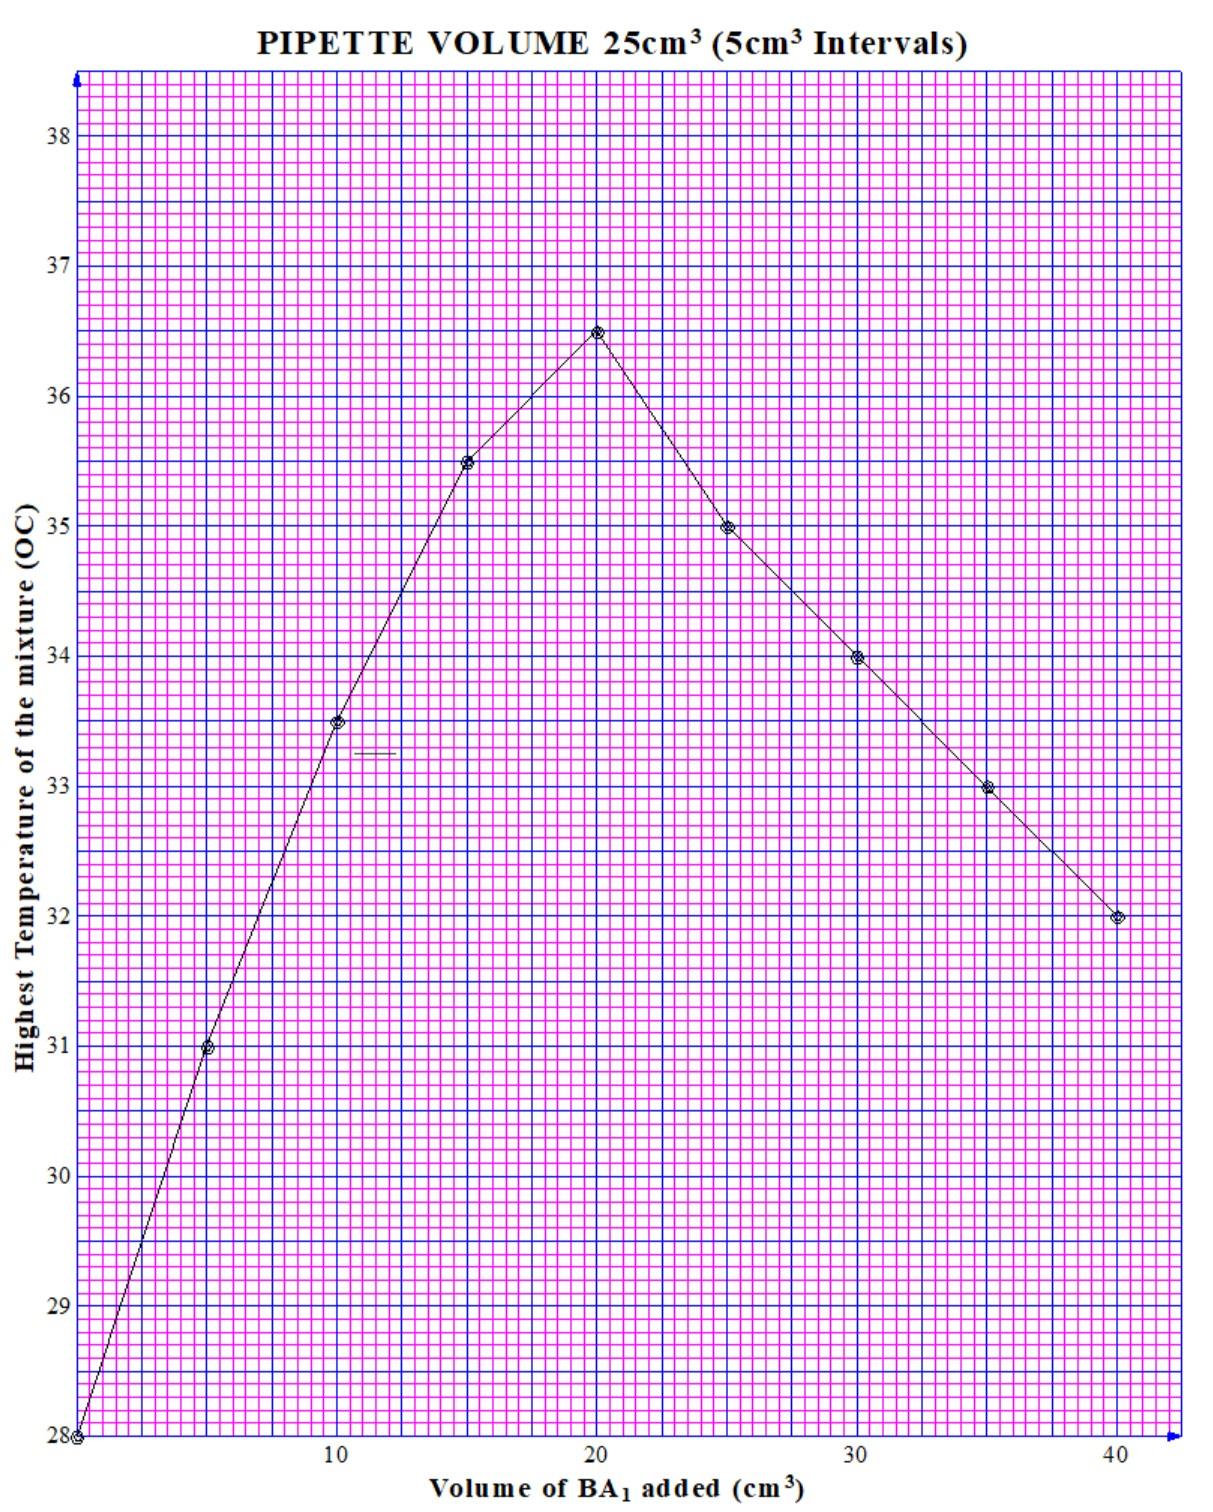 PIPETTE VOLUME 25cm³ (5cm³ Intervals)
38
37
36
35
34
33
32
31
30
29
28
Highest Temperature of the mixture (OC)
10 20 30 40
Volume of BA₁ added (cm³)